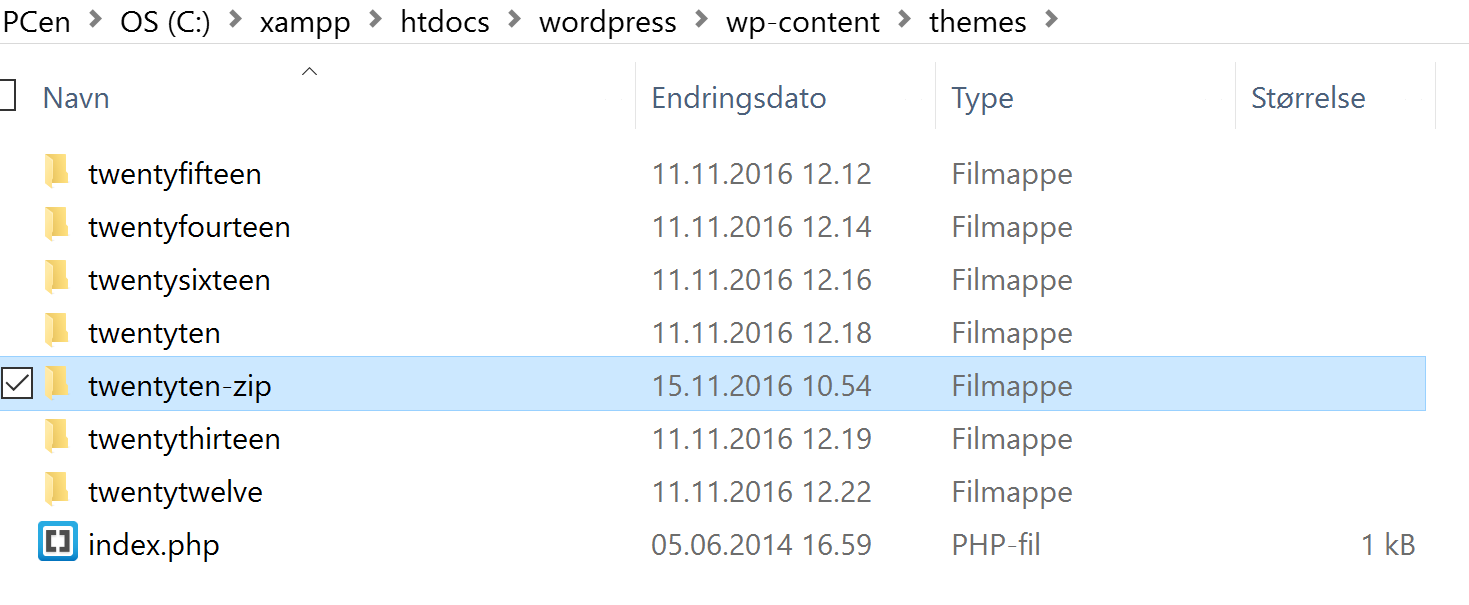 PCen > OS (C:) > xampp > htdocs > wordpress > wp-content > themes >
Navn Endringsdato Type Størrelse
twentyfifteen 11.11.2016 12.12 Filmappe
twentyfourteen 11.11.2016 12.14 Filmappe
twentysixteen 11.11.2016 12.16 Filmappe
twentyten 11.11.2016 12.18 Filmappe
twentyten-zip 15.11.2016 10.54 Filmappe
twentythirteen 11.11.2016 12.19 Filmappe
twentytwelve 11.11.2016 12.22 Filmappe
index.php 05.06.2014 16.59 PHP-fil 1 kB